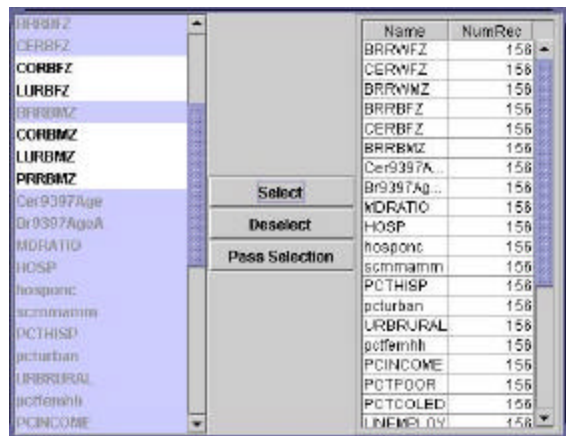 BRRBFZ
CERBFZ
CORBFZ
LURBFZ
BRRBMZ
CORBMZ
LURBMZ
PRRBMZ
Cer9397Age
Br9397AgeA
MDRATIO
HOSP
hosponc
scmmamm
PCTHISP
pcturban
URBRURAL
pctfemhh
PCINCOME
Select
Deselect
Pass Selection
Name NumRec
BRRWFZ 156
CERWFZ 156
BRRWMZ 156
BRRBFZ 156
CERBFZ 156
BRRBMZ 156
Cer9397A... 156
Br9397Ag... 156
MDRATIO 156
HOSP 156
hosponc 156
scmmamm 156
PCTHISP 156
pcturban 156
URBRURAL 156
pctfemhh 156
PCINCOME 156
PCTPOOR 156
PCTCOLED 156
UNEMPLOY 156